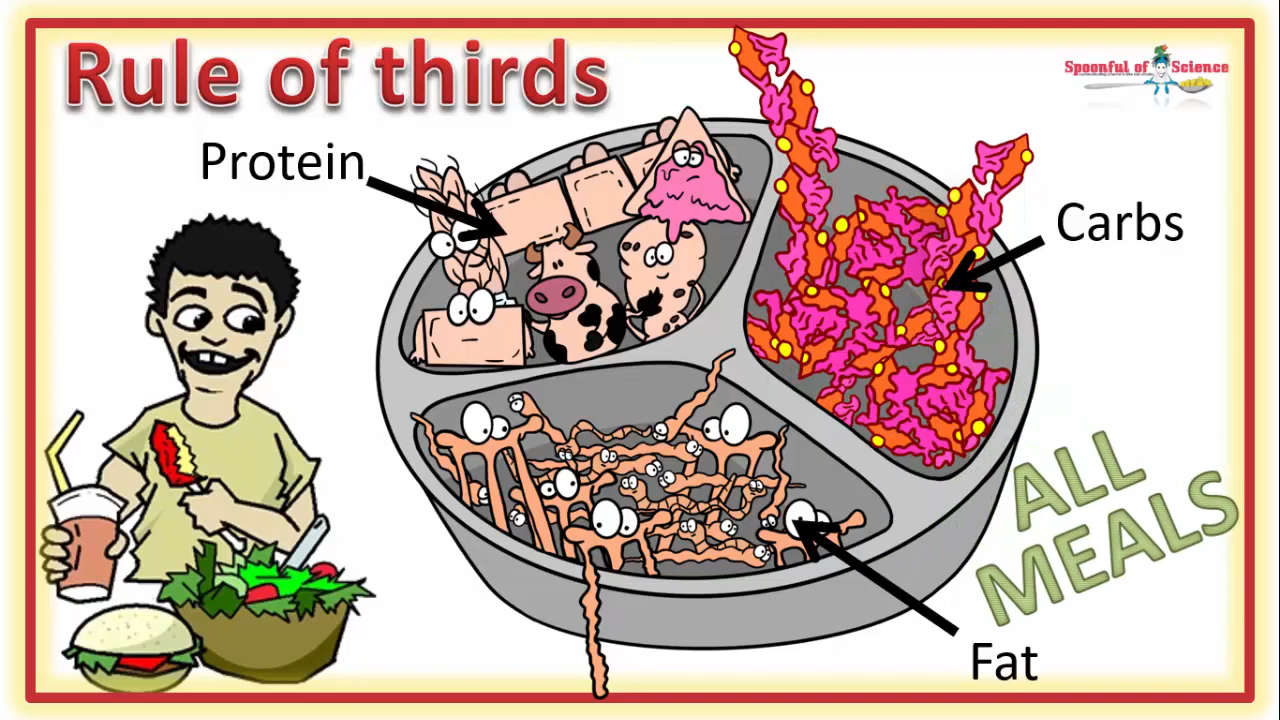 Rule of thirds
Spoonful of Science
Protein
Carbs
ALL
MEALS
Fat